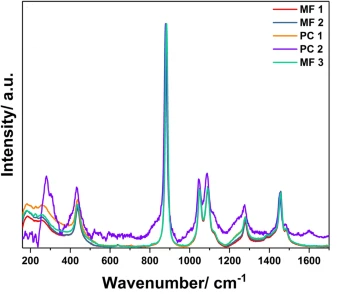 MF 1
MF 2
PC 1
PC 2
MF 3
Intensity/ a.u.
200 400 600 800 1000 1200 1400 1600
Wavenumber/ cm⁻¹